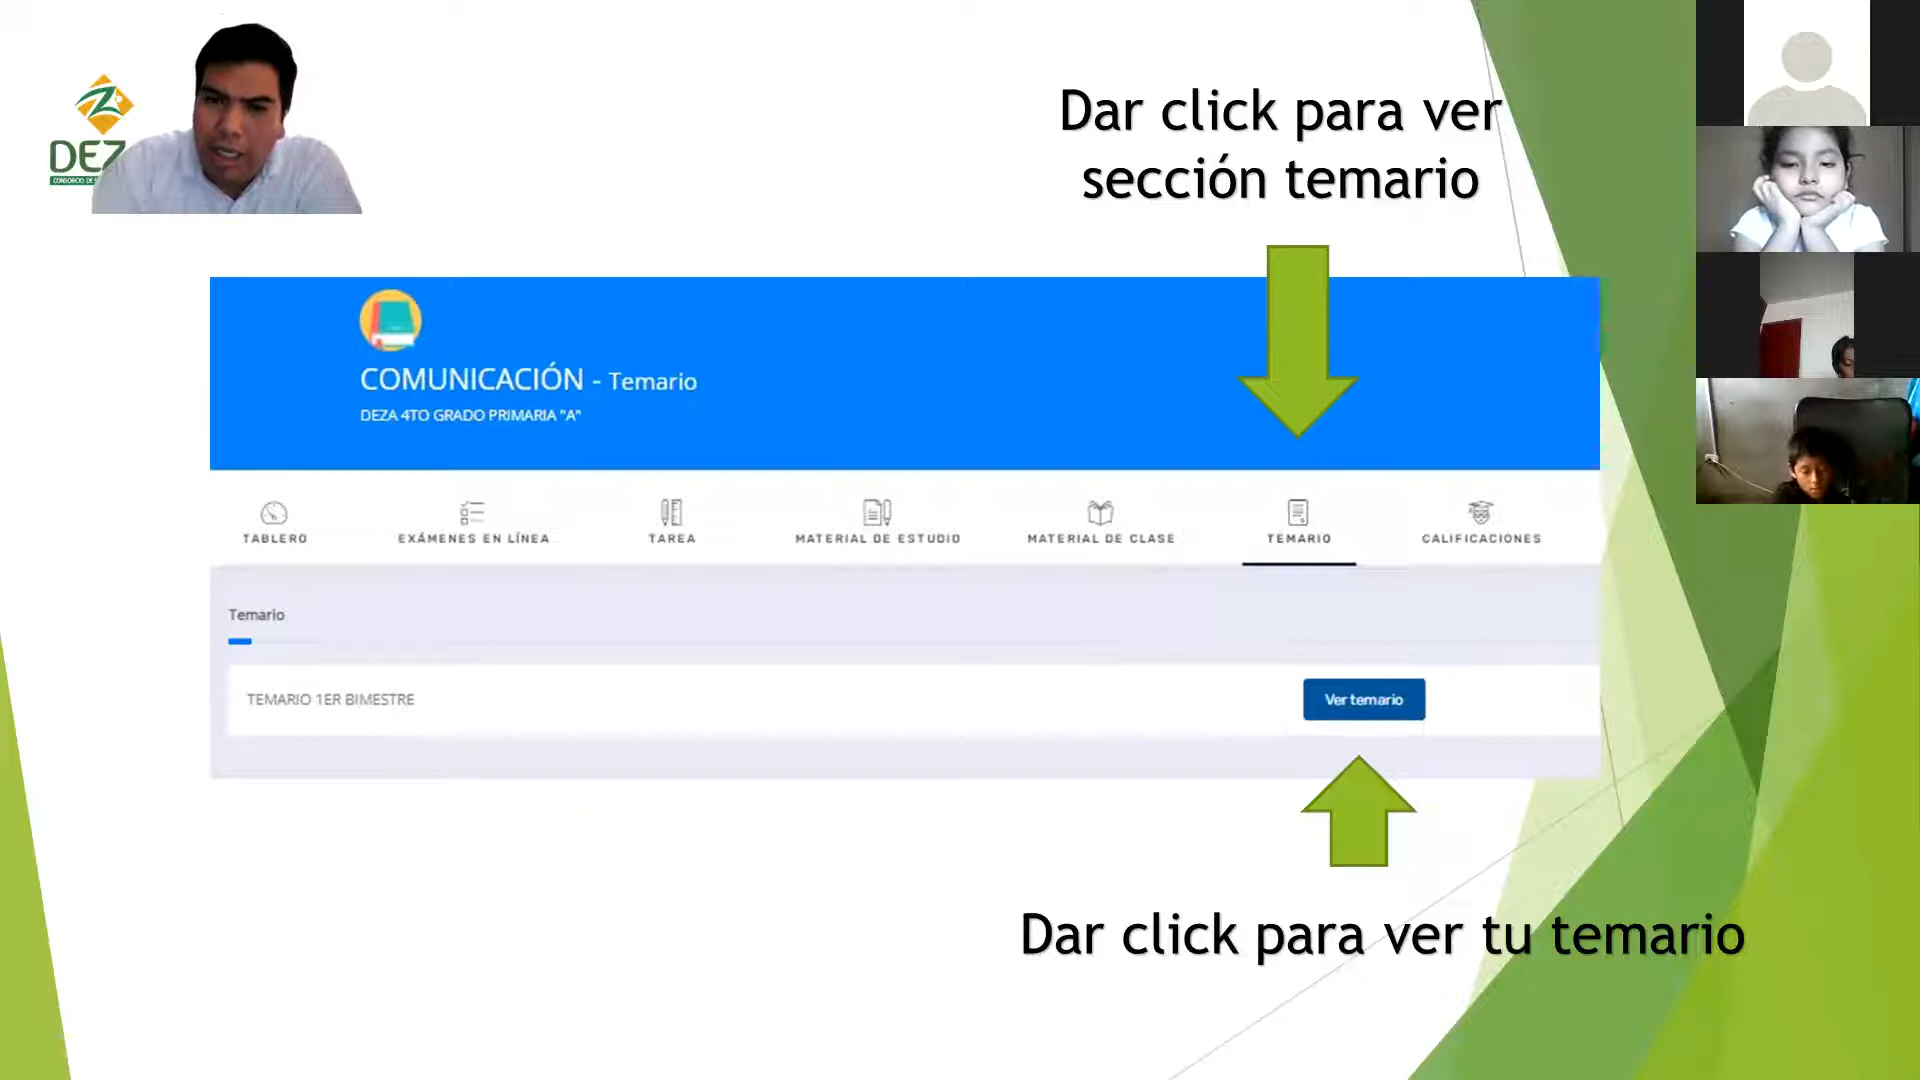 DEZ
CONSORCIO DE
Dar click para ver
sección temario
COMUNICACIÓN - Temario
DEZA 4TO GRADO PRIMARIA "A"
TABLERO
EXÁMENES EN LÍNEA
TAREA
MATERIAL DE ESTUDIO
MATERIAL DE CLASE
TEMARIO
CALIFICACIONES
Temario
TEMARIO 1ER BIMESTRE
Ver temario
Dar click para ver tu temario